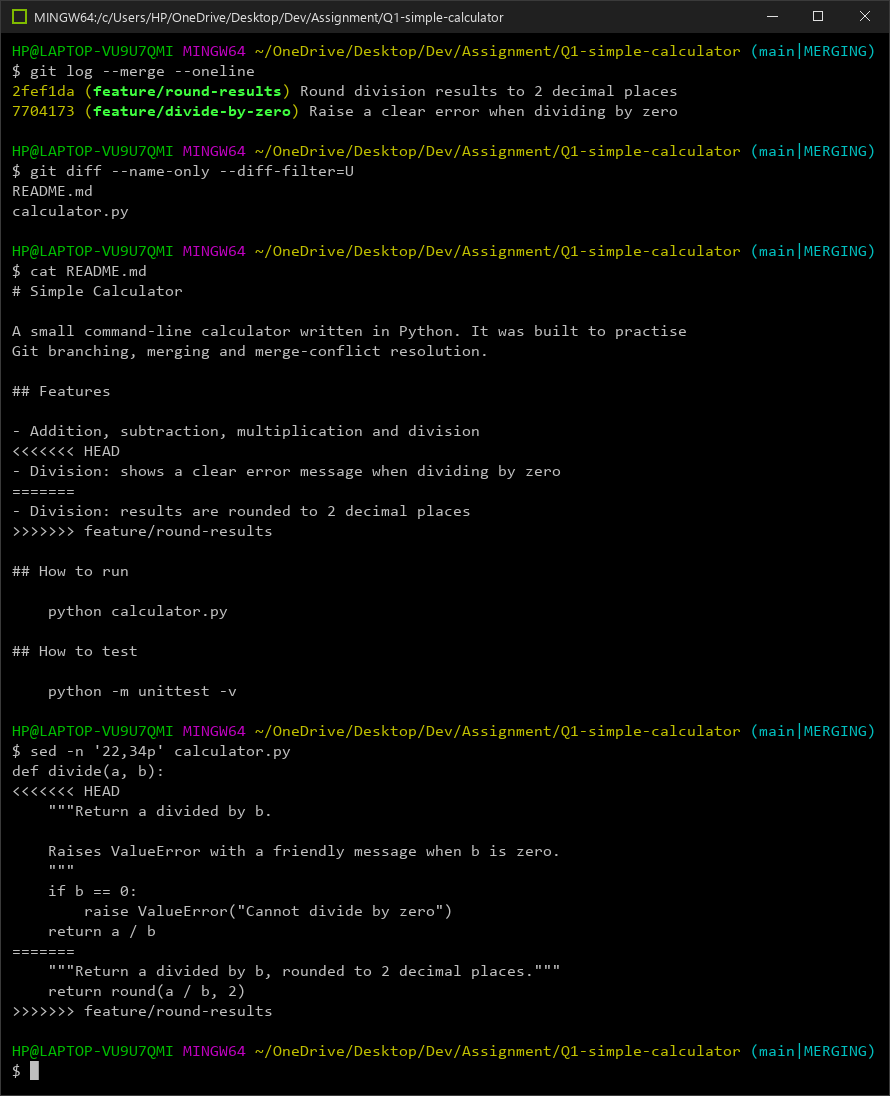 MINGW64:/c/Users/HP/OneDrive/Desktop/Dev/Assignment/Q1-simple-calculator
HP@LAPTOP-VU9U7QMI MINGW64 ~/OneDrive/Desktop/Dev/Assignment/Q1-simple-calculator (main|MERGING)
$ git log --merge --oneline
2fef1da (feature/round-results) Round division results to 2 decimal places
7704173 (feature/divide-by-zero) Raise a clear error when dividing by zero

HP@LAPTOP-VU9U7QMI MINGW64 ~/OneDrive/Desktop/Dev/Assignment/Q1-simple-calculator (main|MERGING)
$ git diff --name-only --diff-filter=U
README.md
calculator.py

HP@LAPTOP-VU9U7QMI MINGW64 ~/OneDrive/Desktop/Dev/Assignment/Q1-simple-calculator (main|MERGING)
$ cat README.md
# Simple Calculator

A small command-line calculator written in Python. It was built to practise
Git branching, merging and merge-conflict resolution.

## Features

- Addition, subtraction, multiplication and division
<<<<<<< HEAD
- Division: shows a clear error message when dividing by zero
=======
- Division: results are rounded to 2 decimal places
>>>>>>> feature/round-results

## How to run

    python calculator.py

## How to test

    python -m unittest -v

HP@LAPTOP-VU9U7QMI MINGW64 ~/OneDrive/Desktop/Dev/Assignment/Q1-simple-calculator (main|MERGING)
$ sed -n '22,34p' calculator.py
def divide(a, b):
<<<<<<< HEAD
    """Return a divided by b.

    Raises ValueError with a friendly message when b is zero.
    """
    if b == 0:
        raise ValueError("Cannot divide by zero")
    return a / b
=======
    """Return a divided by b, rounded to 2 decimal places."""
    return round(a / b, 2)
>>>>>>> feature/round-results

HP@LAPTOP-VU9U7QMI MINGW64 ~/OneDrive/Desktop/Dev/Assignment/Q1-simple-calculator (main|MERGING)
$